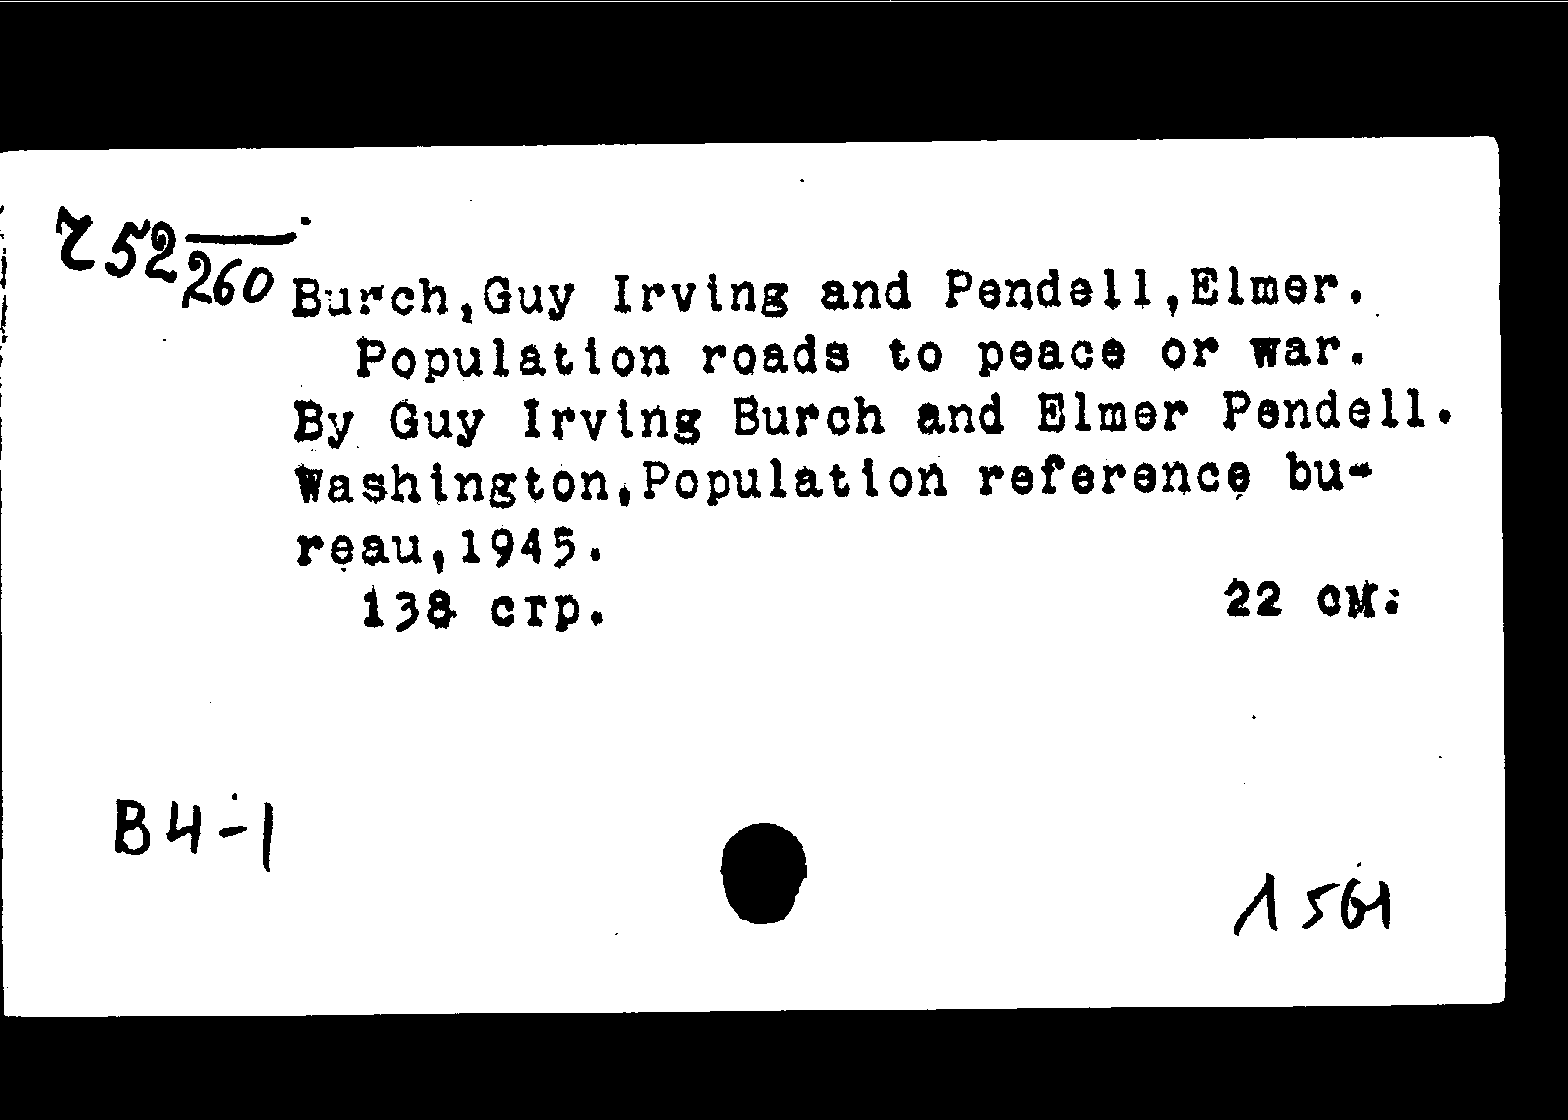 Z 52 260
Burch,Guy Irving and Pendell,Elmer.
Population roads to peace or war.
By Guy Irving Burch and Elmer Pendell.
Washington,Population reference bu-
reau,1945.
138 стр. 22 см.
B4-1
1561